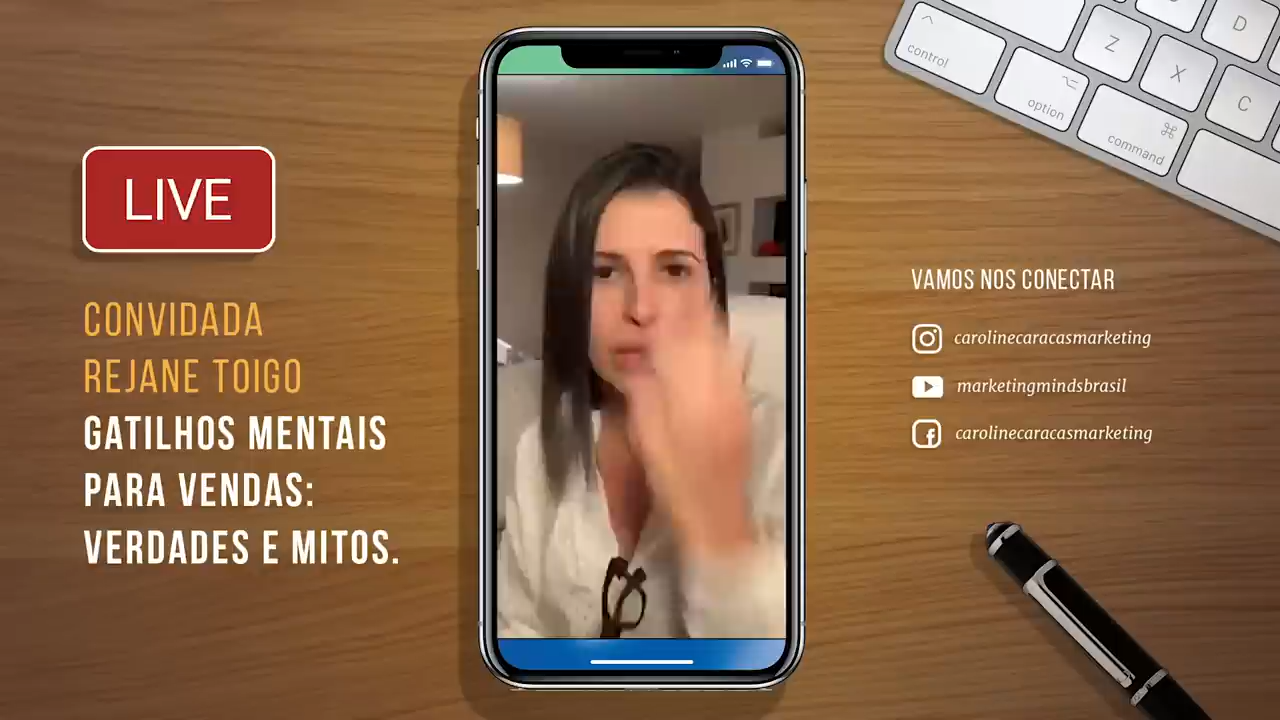 LIVE
CONVIDADA
REJANE TOIGO
GATILHOS MENTAIS
PARA VENDAS:
VERDADES E MITOS.
VAMOS NOS CONECTAR
carolinecaracasmarketing
marketingmindsbrasil
carolinecaracasmarketing
control
option
command
Z
X
C
D